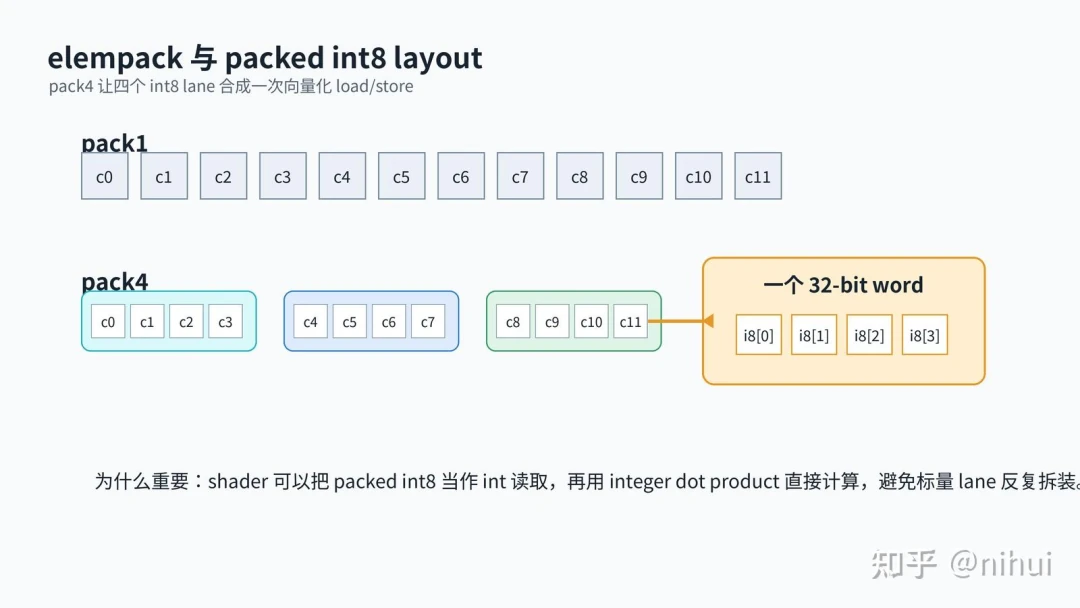 elempack 与 packed int8 layout
pack4 让四个 int8 lane 合成一次向量化 load/store
pack1
c0 c1 c2 c3 c4 c5 c6 c7 c8 c9 c10 c11
pack4
c0 c1 c2 c3 c4 c5 c6 c7 c8 c9 c10 c11
一个 32-bit word
i8[0] i8[1] i8[2] i8[3]
为什么重要：shader 可以把 packed int8 当作 int 读取，再用 integer dot product 直接计算，避免标量 lane 反复拆装。
知乎 @nihui